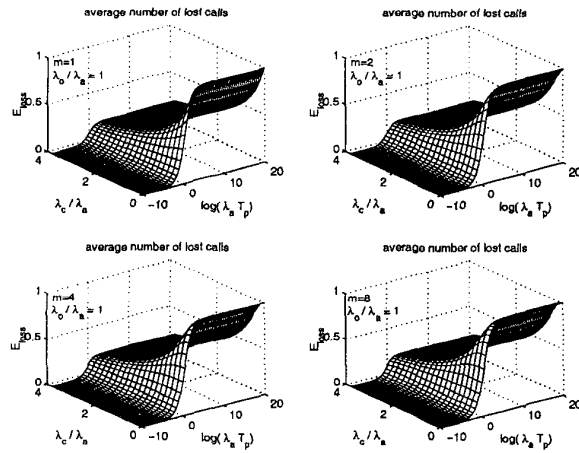 average number of lost calls
1
m=1
λo / λa = 1
0.5
0
Eloss
4
2
0
λc / λa
-10
0
10
20
log(λa Tp)
average number of lost calls
1
m=2
λo / λa = 1
0.5
0
Eloss
4
2
0
λc / λa
-10
0
10
20
log(λa Tp)
average number of lost calls
1
m=4
λo / λa = 1
0.5
0
Eloss
4
2
0
λc / λa
-10
0
10
20
log(λa Tp)
average number of lost calls
1
m=8
λo / λa = 1
0.5
0
Eloss
4
2
0
λc / λa
-10
0
10
20
log(λa Tp)